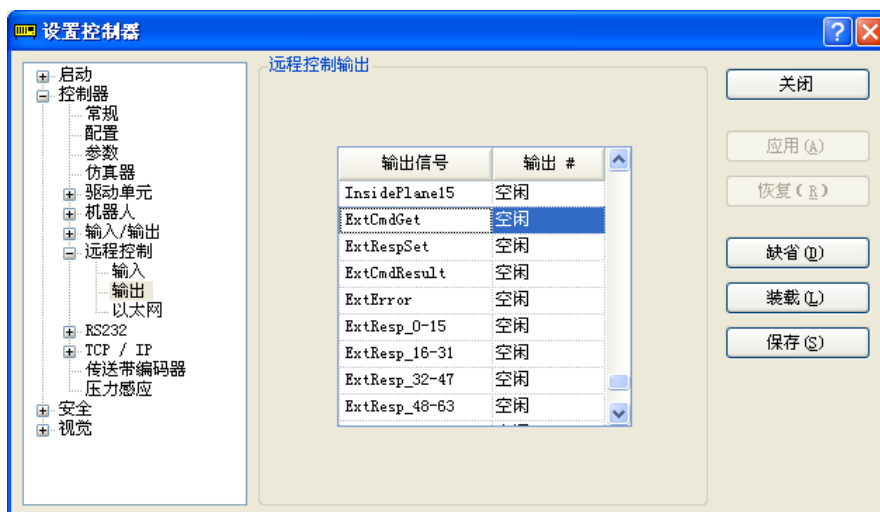 设置控制器
启动
控制器
常规
配置
参数
仿真器
驱动单元
机器人
输入/输出
远程控制
输入
输出
以太网
RS232
TCP / IP
传送带编码器
压力感应
安全
视觉
远程控制输出
输出信号 输出 #
InsidePlane15 空闲
ExtCmdGet 空闲
ExtRespSet 空闲
ExtCmdResult 空闲
ExtError 空闲
ExtResp_0-15 空闲
ExtResp_16-31 空闲
ExtResp_32-47 空闲
ExtResp_48-63 空闲
关闭
应用(A)
恢复(R)
缺省(D)
装载(L)
保存(S)